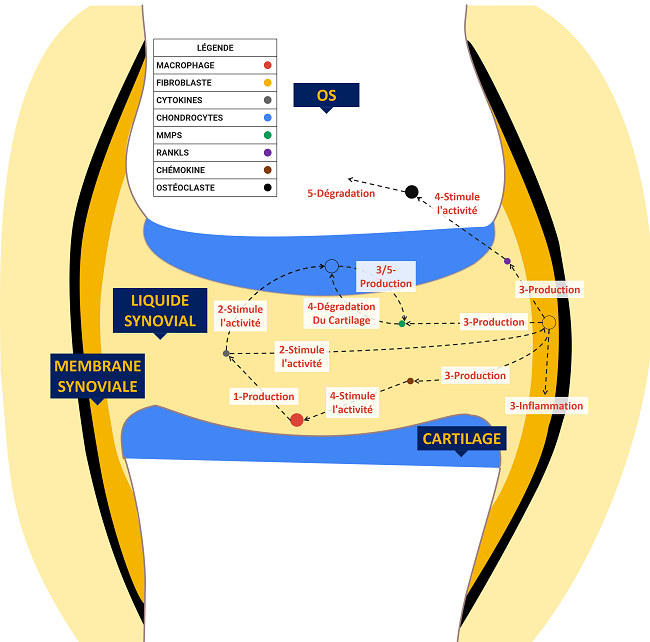 LÉGENDE
MACROPHAGE
FIBROBLASTE
CYTOKINES
CHONDROCYTES
MMPS
RANKLS
CHÉMOKINE
OSTÉOCLASTE
OS
5-Dégradation
4-Stimule
l'activité
3/5-
Production
3-Production
LIQUIDE
SYNOVIAL
2-Stimule
l'activité
4-Dégradation
Du Cartilage
3-Production
2-Stimule
l'activité
MEMBRANE
SYNOVIALE
3-Production
1-Production
4-Stimule
l'activité
3-Inflammation
CARTILAGE